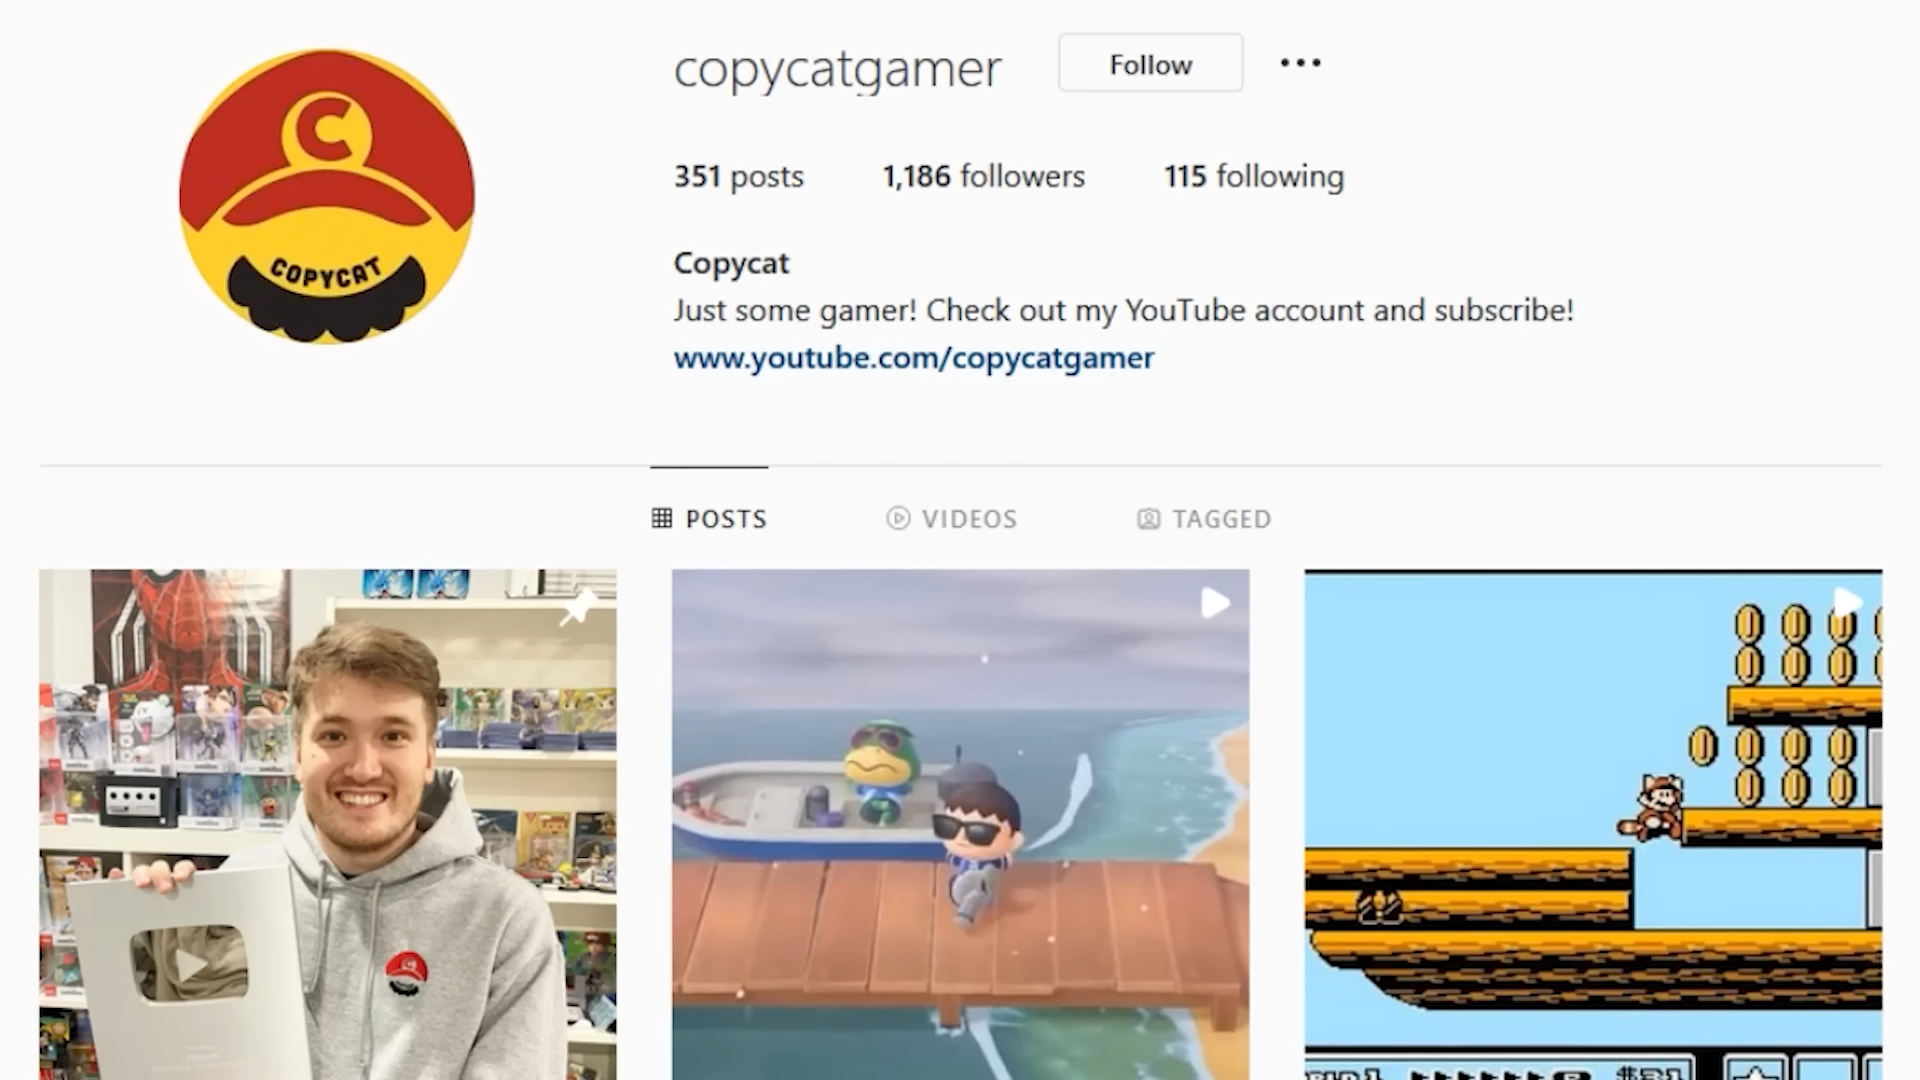 copycatgamer
Follow
351 posts
1,186 followers
115 following
Copycat
Just some gamer! Check out my YouTube account and subscribe!
www.youtube.com/copycatgamer
C
COPYCAT
POSTS
VIDEOS
TAGGED